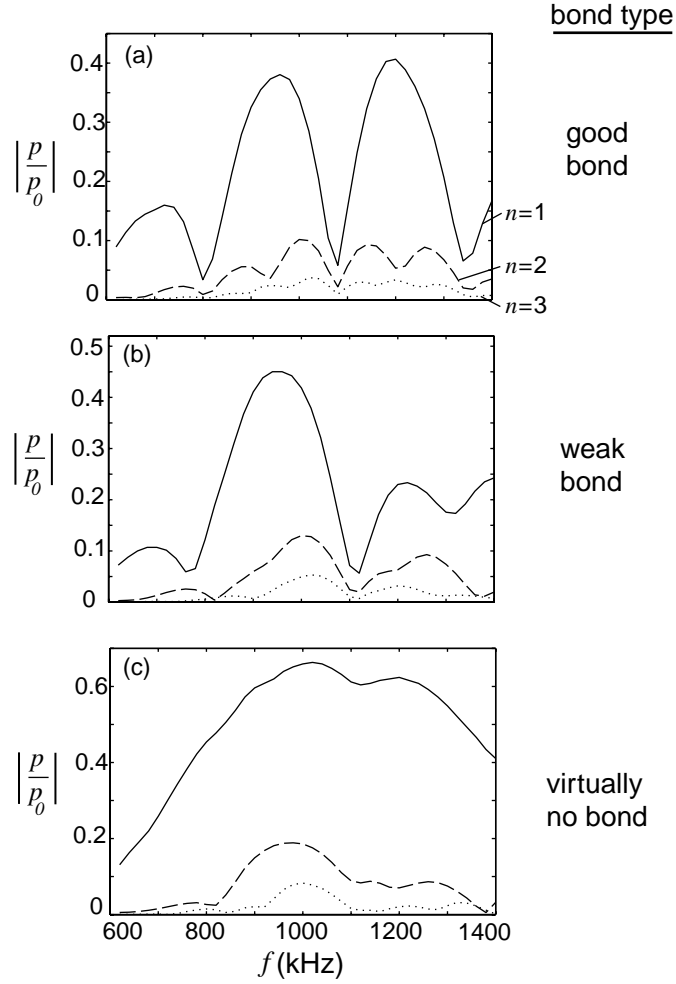 bond type
(a)
0.4
0.3
0.2
0.1
0
|p/p0|
good
bond
n=1
n=2
n=3
(b)
0.5
0.4
0.3
0.2
0.1
0
|p/p0|
weak
bond
(c)
0.6
0.4
0.2
0
|p/p0|
virtually
no bond
600 800 1000 1200 1400
f (kHz)